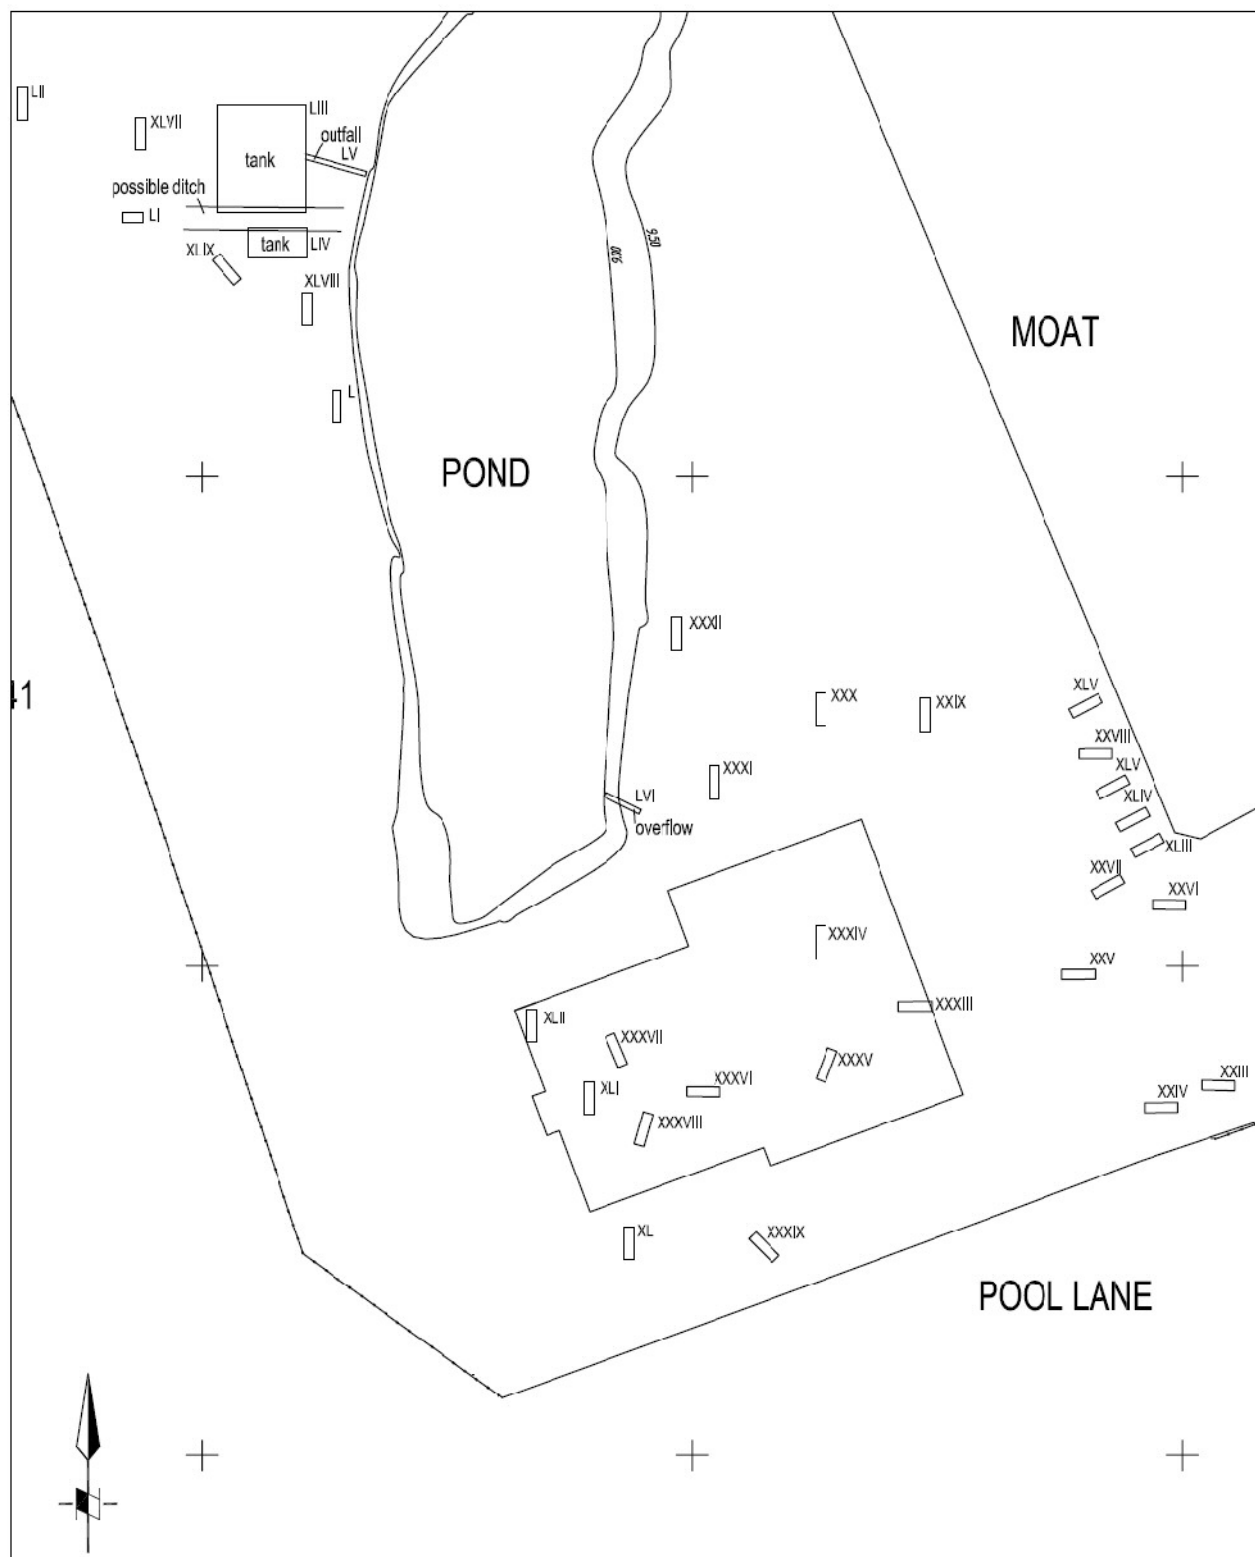 LII
XLVII
LIII
outfall
LV
tank
possible ditch
LI
XLIX
tank
LIV
XLVIII
L
9.00
9.50
MOAT
POND
XXXII
41
XXX
XXIX
XLV
XXVIII
XLV
XXXI
LVI
overflow
XLIV
XLIII
XXVII
XXVI
XXXIV
XXV
XLII
XXXIII
XXXVII
XXXV
XLI
XXXVI
XXXVIII
XXIII
XXIV
XL
XXXIX
POOL LANE